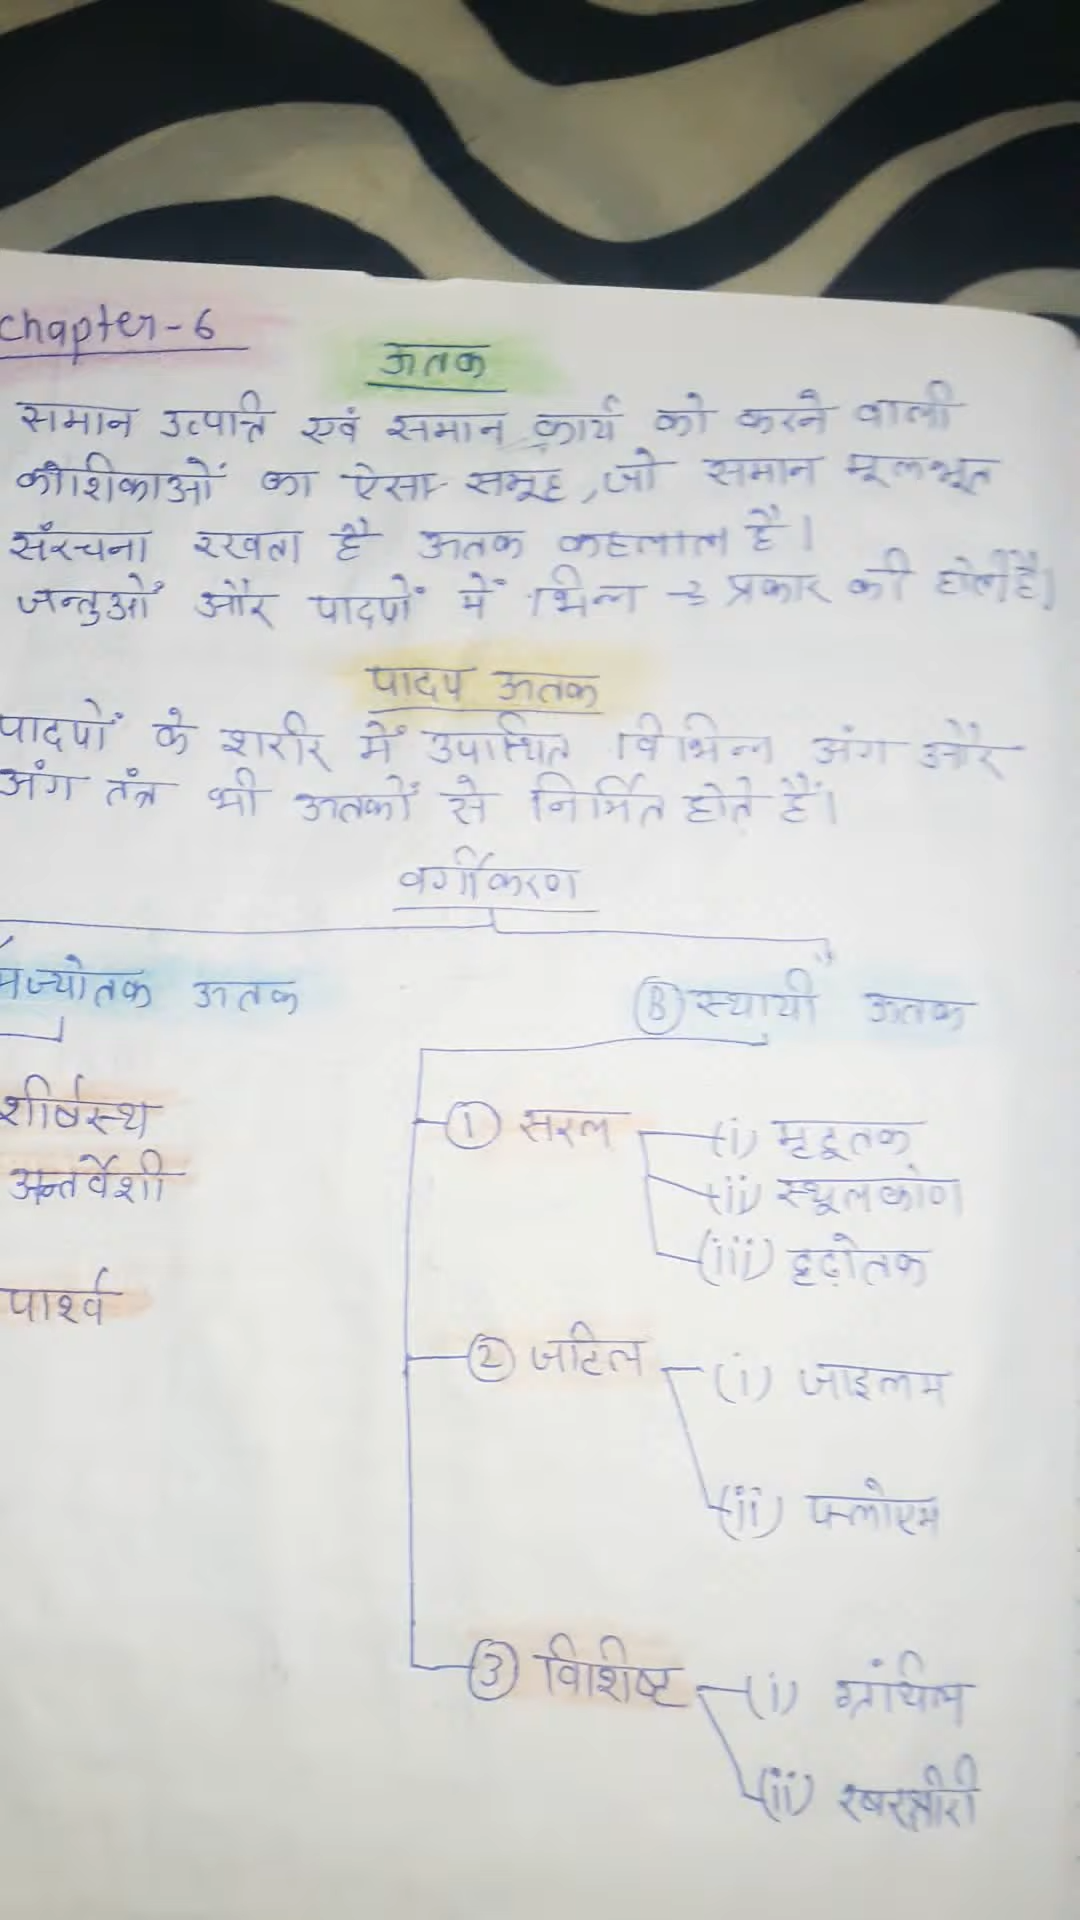 Chapter-6
ऊतक
समान उत्पत्ति एवं समान कार्य को करने वाली
कोशिकाओं का ऐसा समूह, जो समान मूलभूत
संरचना रखता है ऊतक कहलाल है।
जन्तुओं और पादपों में भिन्न -2 प्रकार की होती है।
पादप ऊतक
पादपों के शरीर में उपस्थित विभिन्न अंग और
अंग तंत्र भी ऊतकों से निर्मित होते हैं।
वर्गीकरण
ऊतक
B स्थायी ऊतक
शीर्षस्थ
अन्तर्वेशी
पार्श्व
1 सरल
(i) मृदूतक
(ii) स्थूलकोण
(iii) दृढ़ोतक
2 जटिल
(i) जाइलम
(ii) फ्लोएम
3 विशिष्ट
(i) ग्रंथिल
(ii) रबरक्षीरी